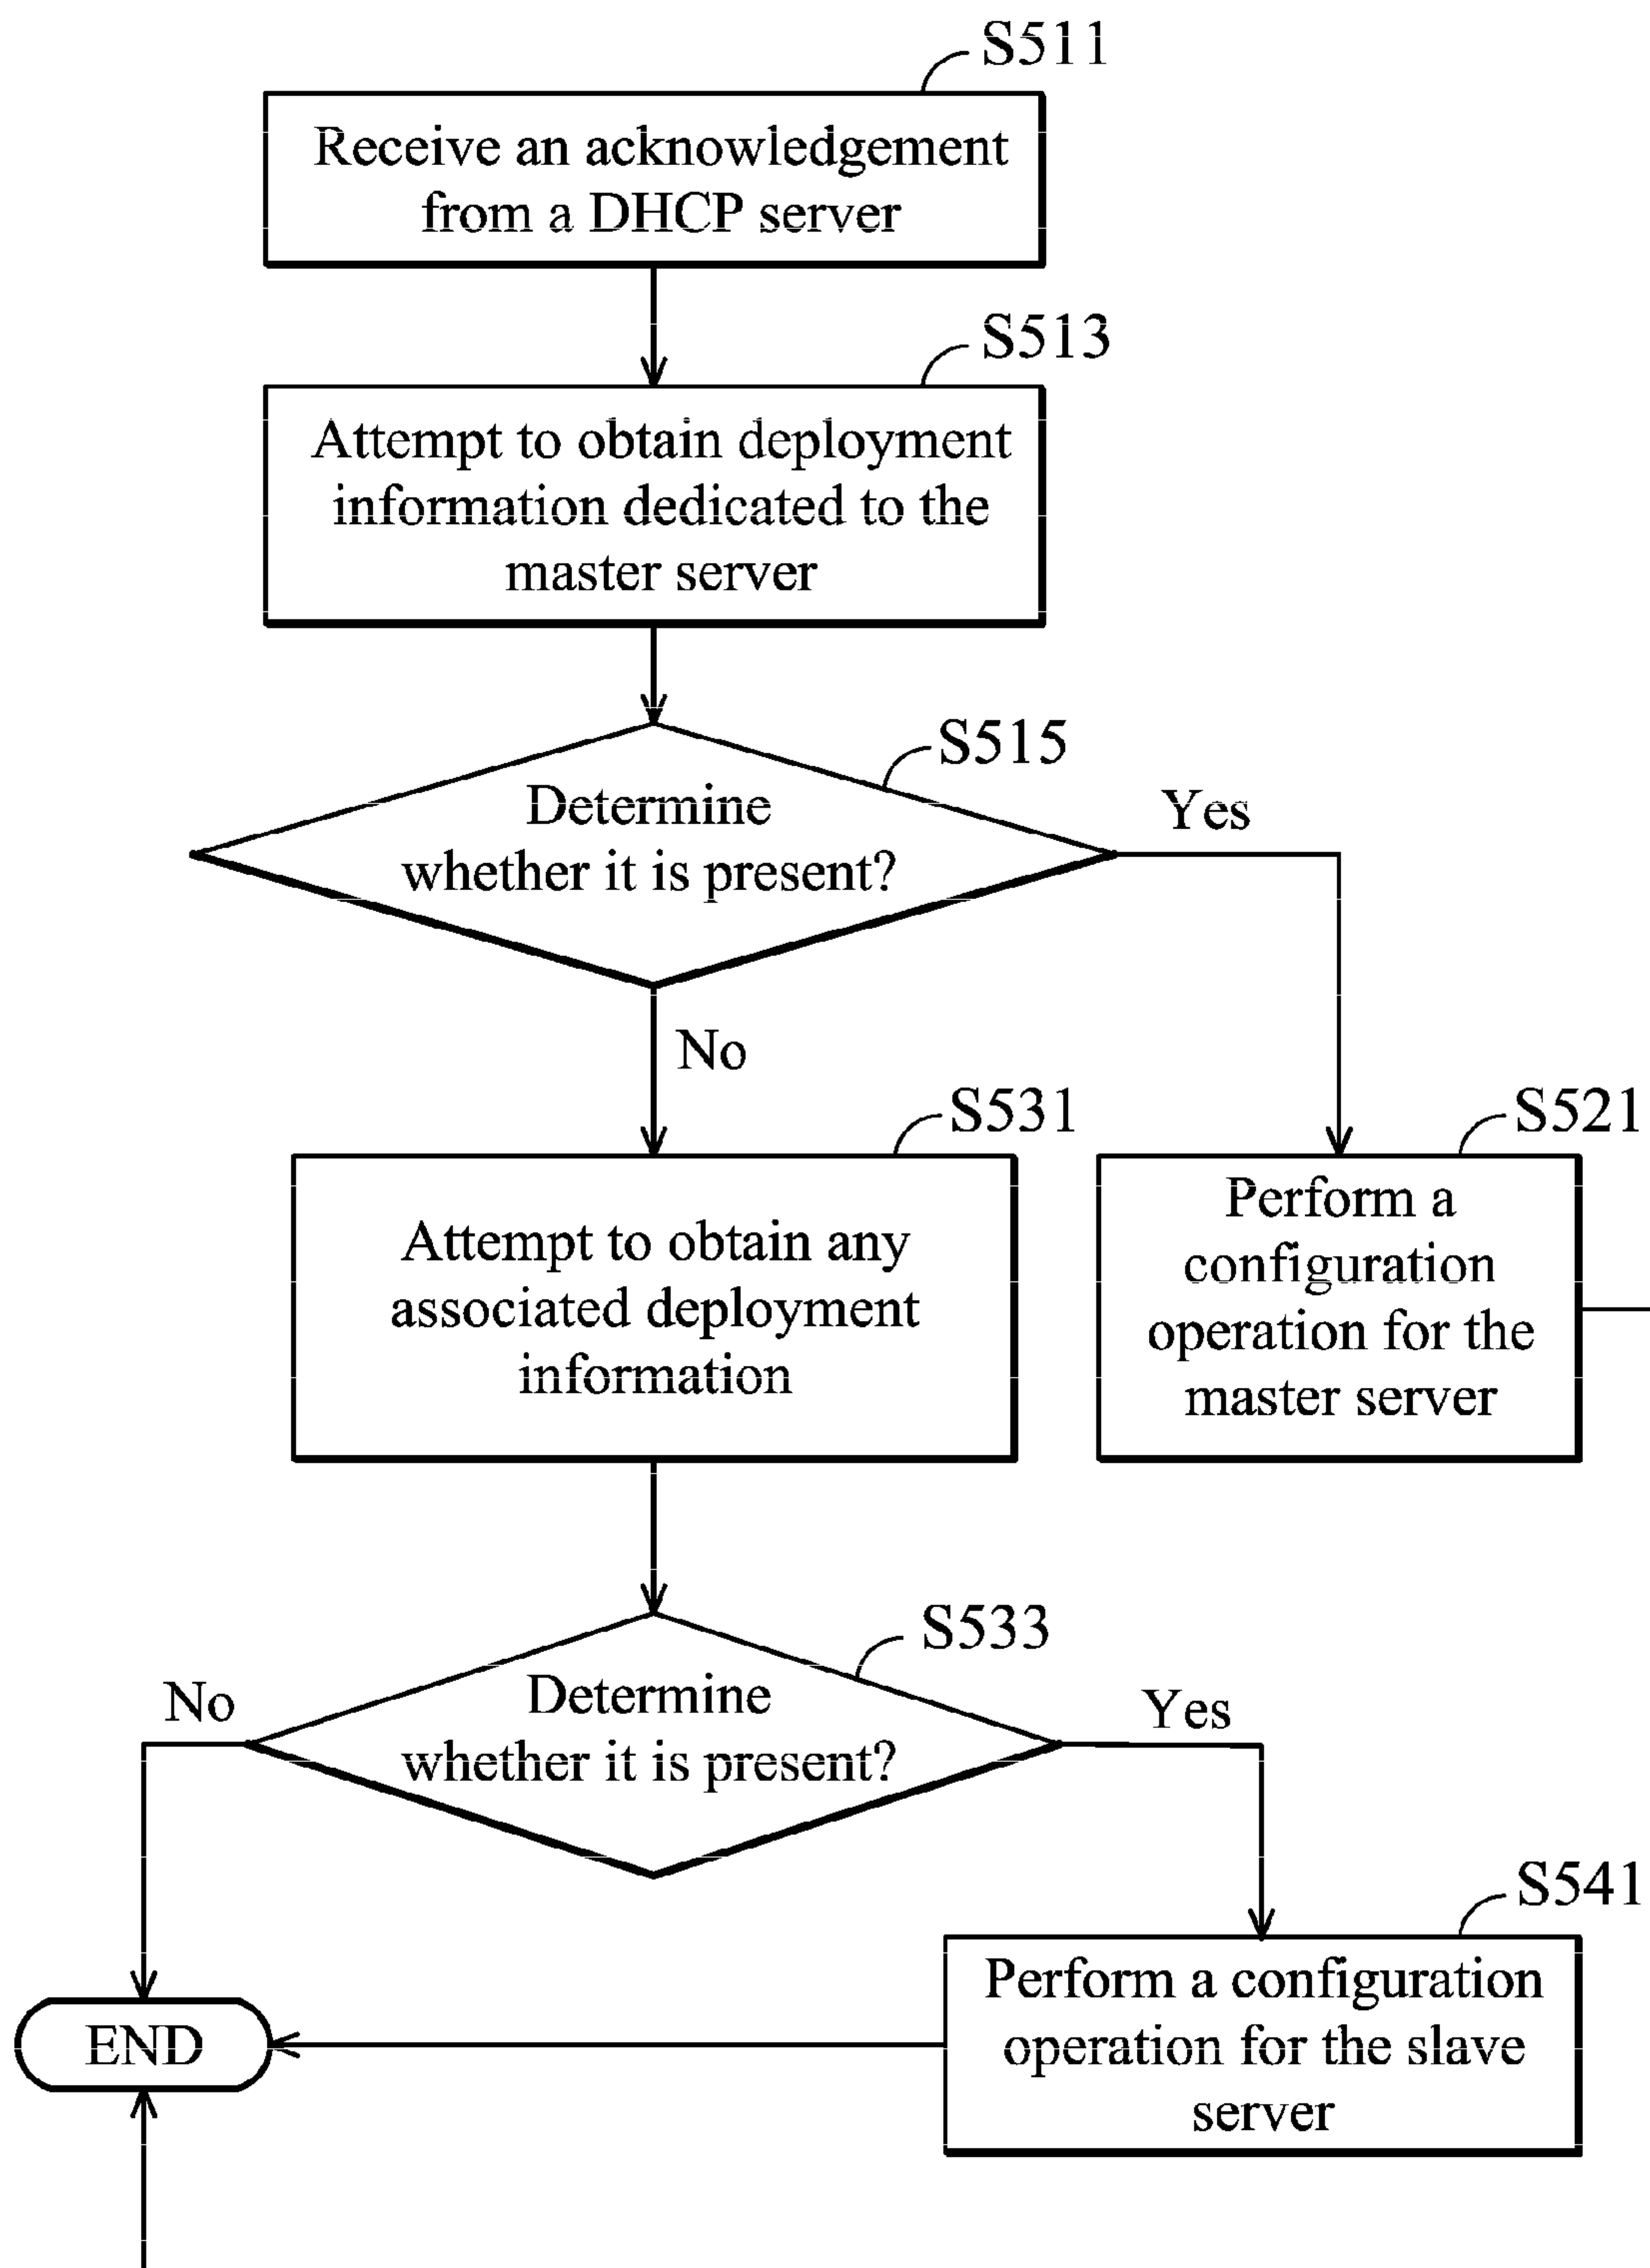 S511
Receive an acknowledgement
from a DHCP server
S513
Attempt to obtain deployment
information dedicated to the
master server
S515
Determine
whether it is present?
Yes
No
S531
Attempt to obtain any
associated deployment
information
S521
Perform a
configuration
operation for the
master server
S533
Determine
whether it is present?
No
Yes
S541
Perform a configuration
operation for the slave
server
END